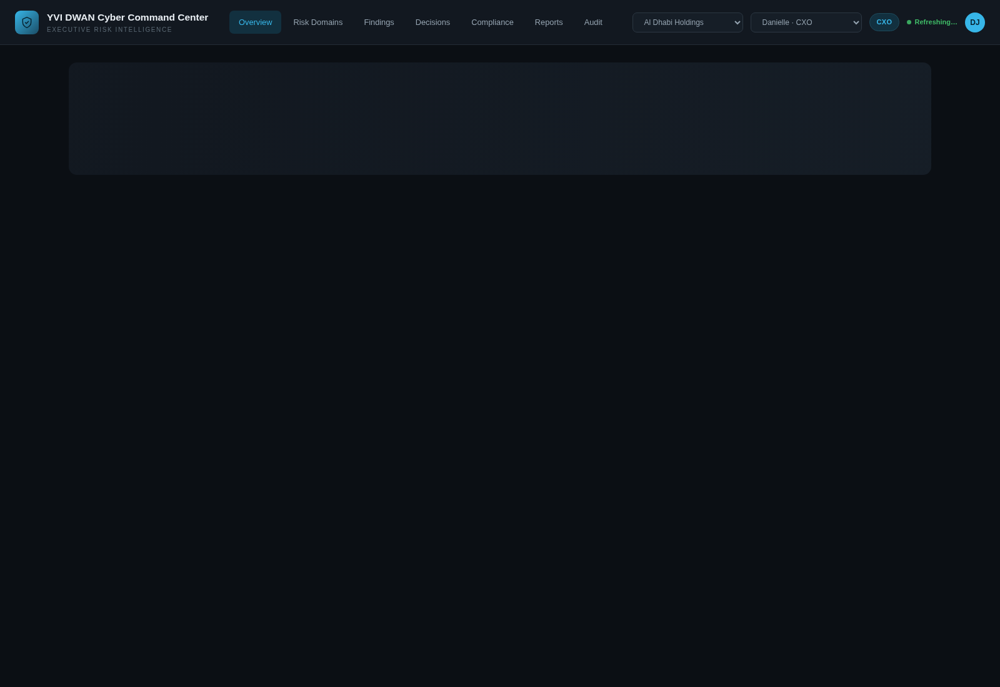 YVI DWAN Cyber Command Center
EXECUTIVE RISK INTELLIGENCE
Overview
Risk Domains
Findings
Decisions
Compliance
Reports
Audit
Al Dhabi Holdings
Danielle · CXO
CXO
Refreshing…
DJ